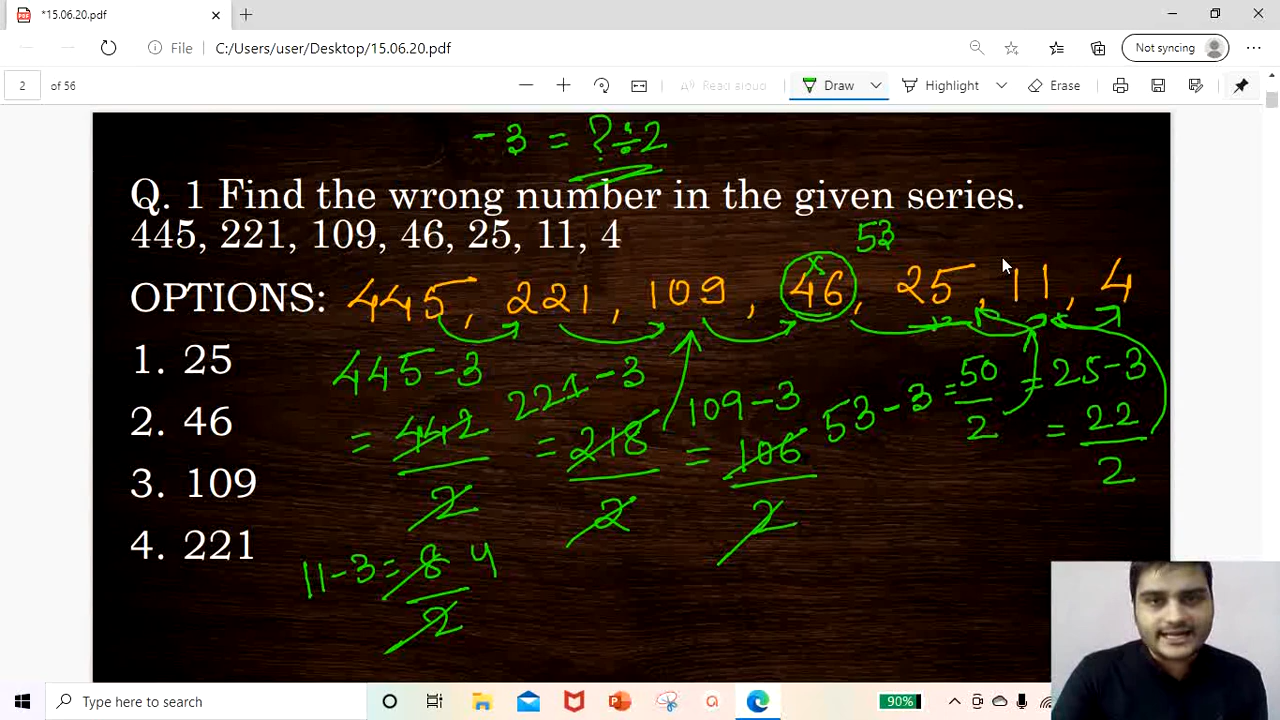 *15.06.20.pdf
File C:/Users/user/Desktop/15.06.20.pdf Not syncing
2 of 56 Read aloud Draw Highlight Erase
-3 = ?÷2
Q. 1 Find the wrong number in the given series.
445, 221, 109, 46, 25, 11, 4
53
OPTIONS: 445, 221, 109, 46, 25, 11, 4
1. 25
2. 46
3. 109
4. 221
445-3
= 442
2
221-3
= 218
2
109-3
= 106
2
53-3 = 50
2
= 25-3
= 22
2
11-3= 8 4
2
Type here to search
90%